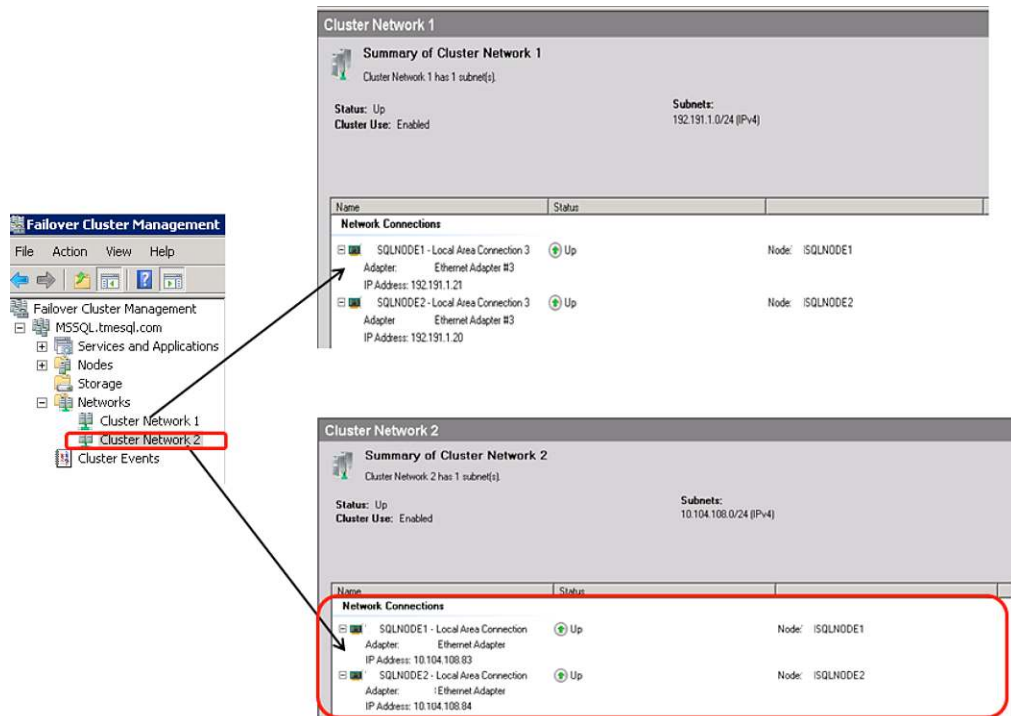 Failover Cluster Management
File Action View Help
Failover Cluster Management
MSSQL.tmesql.com
Services and Applications
Nodes
Storage
Networks
Cluster Network 1
Cluster Network 2
Cluster Events
Cluster Network 1
Summary of Cluster Network 1
Cluster Network 1 has 1 subnet(s).
Status: Up
Cluster Use: Enabled
Subnets:
192.191.1.0/24 (IPv4)
Name Status
Network Connections
SQLNODE1 - Local Area Connection 3 Up Node: ISQLNODE1
Adapter: Ethernet Adapter #3
IP Address: 192.191.1.21
SQLNODE2 - Local Area Connection 3 Up Node: ISQLNODE2
Adapter Ethernet Adapter #3
IP Address: 192.191.1.20
Cluster Network 2
Summary of Cluster Network 2
Cluster Network 2 has 1 subnet(s).
Status: Up
Cluster Use: Enabled
Subnets:
10.104.108.0/24 (IPv4)
Name Status
Network Connections
SQLNODE1 - Local Area Connection Up Node: ISQLNODE1
Adapter: Ethernet Adapter
IP Address: 10.104.108.83
SQLNODE2 - Local Area Connection Up Node: ISQLNODE2
Adapter: Ethernet Adapter
IP Address: 10.104.108.84